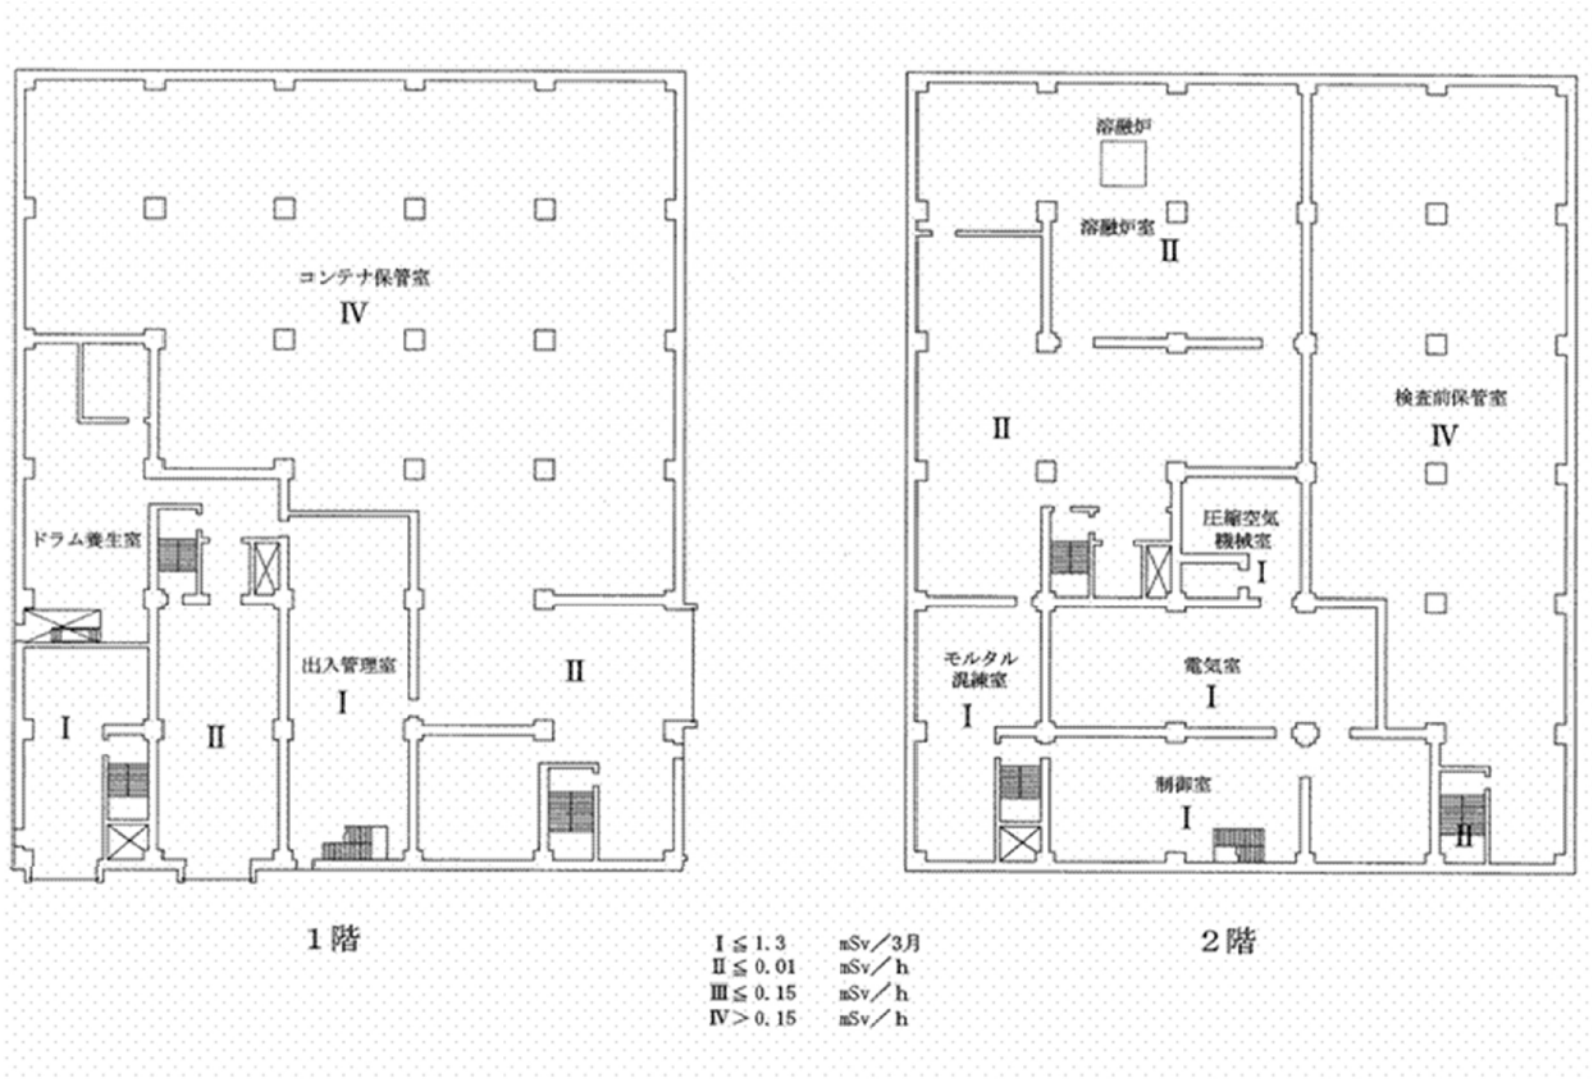 コンテナ保管室
Ⅳ
ドラム養生室
出入管理室
Ⅰ
Ⅱ
Ⅰ
Ⅱ
1階
溶融炉
溶融炉室
Ⅱ
検査前保管室
Ⅳ
Ⅱ
圧縮空気
機械室
Ⅰ
モルタル
混練室
Ⅰ
電気室
Ⅰ
制御室
Ⅰ
Ⅱ
2階
Ⅰ≦1.3 mSv/3月
Ⅱ≦0.01 mSv/h
Ⅲ≦0.15 mSv/h
Ⅳ>0.15 mSv/h